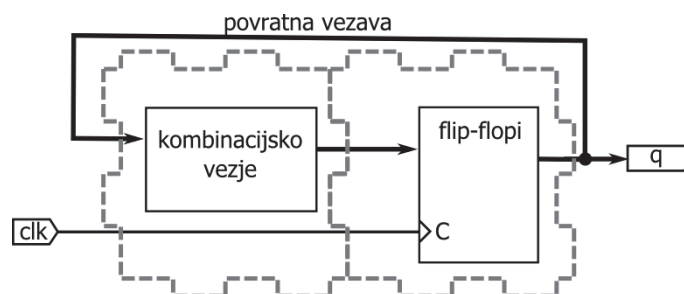 povratna vezava
kombinacijsko
vezje
flip-flopi
q
clk
C